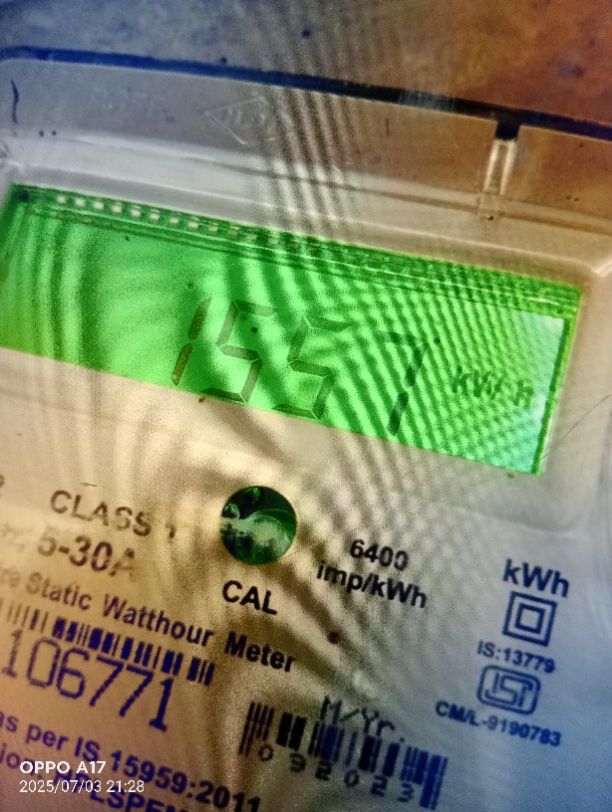 1557 kWh
CLASS 1
5-30A
CAL
6400
imp/kWh
kWh
Static Watthour Meter
IS:13779
106771
CM/L-9190783
M/Yr.
092023
as per IS 15959:2011
OPPO A17
2025/07/03 21:28